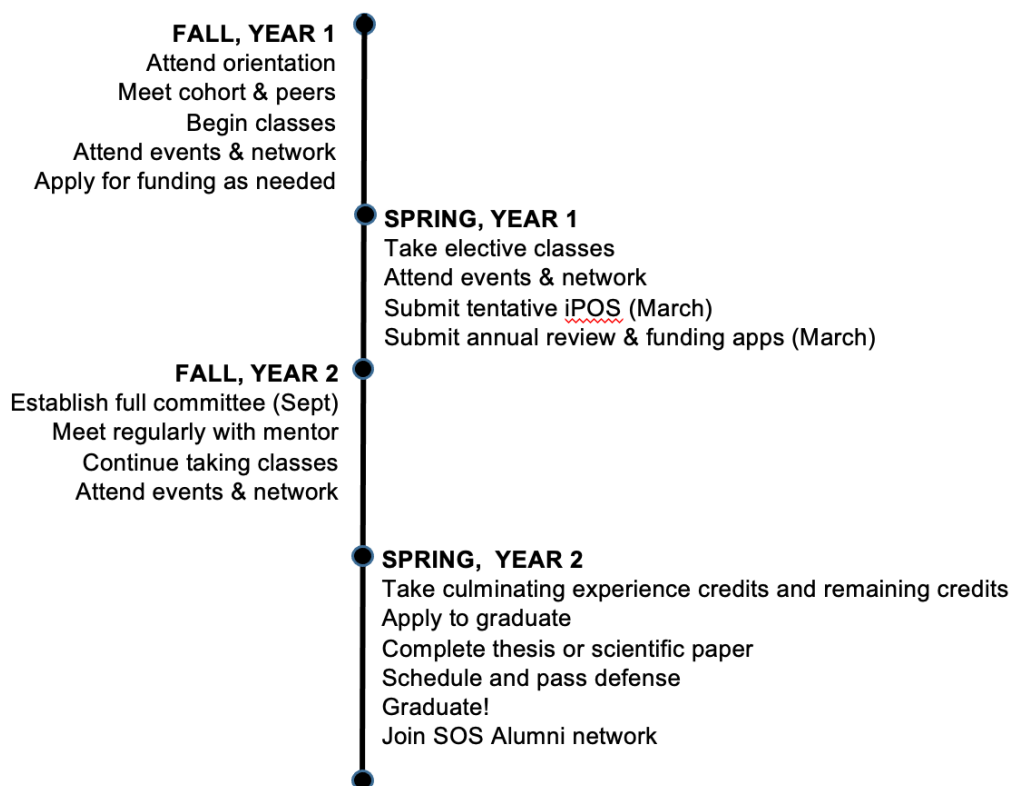 FALL, YEAR 1
Attend orientation
Meet cohort & peers
Begin classes
Attend events & network
Apply for funding as needed
SPRING, YEAR 1
Take elective classes
Attend events & network
Submit tentative iPOS (March)
Submit annual review & funding apps (March)
FALL, YEAR 2
Establish full committee (Sept)
Meet regularly with mentor
Continue taking classes
Attend events & network
SPRING,  YEAR 2
Take culminating experience credits and remaining credits
Apply to graduate
Complete thesis or scientific paper
Schedule and pass defense
Graduate!
Join SOS Alumni network